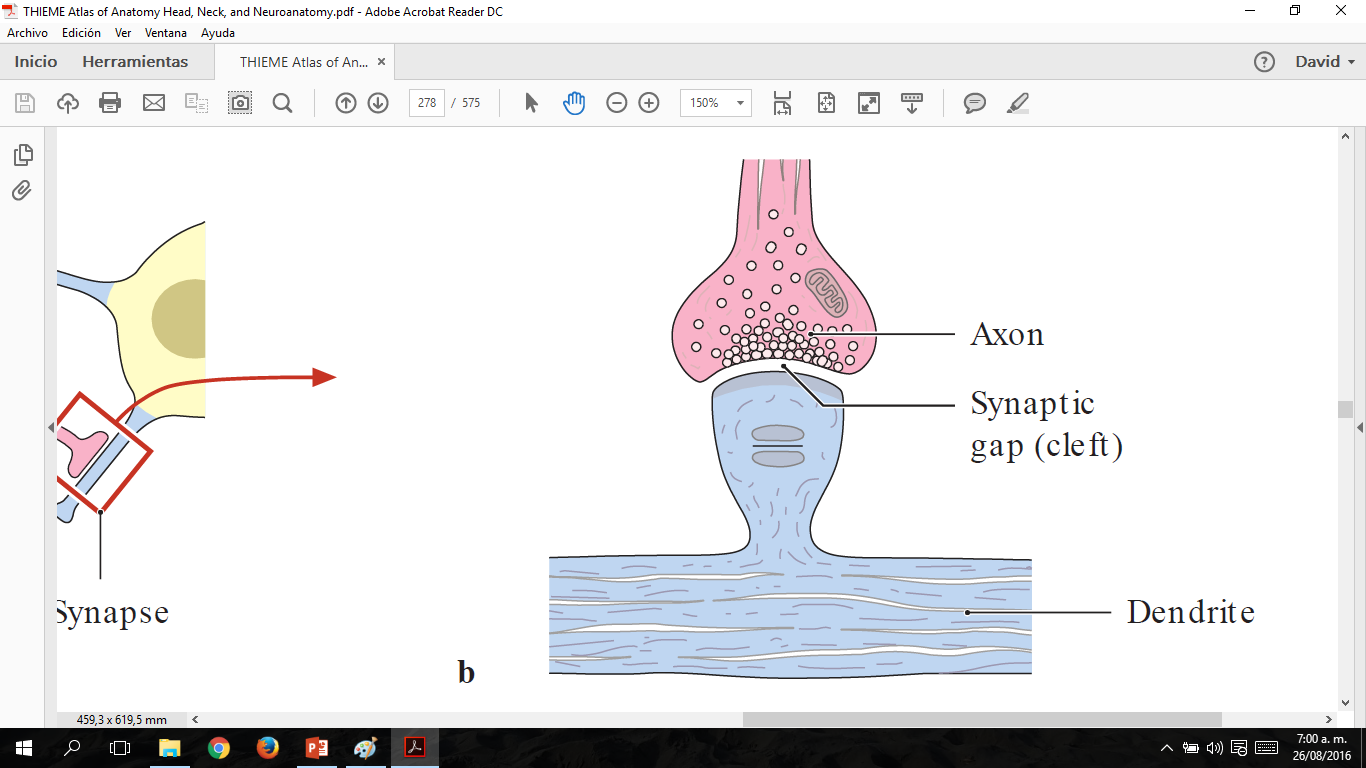 THIEME Atlas of Anatomy Head, Neck, and Neuroanatomy.pdf - Adobe Acrobat Reader DC
Archivo Edición Ver Ventana Ayuda
Inicio Herramientas THIEME Atlas of An... David
278 / 575 150%
Axon
Synaptic
gap (cleft)
Synapse
Dendrite
b
459,3 x 619,5 mm
7:00 a. m.
26/08/2016